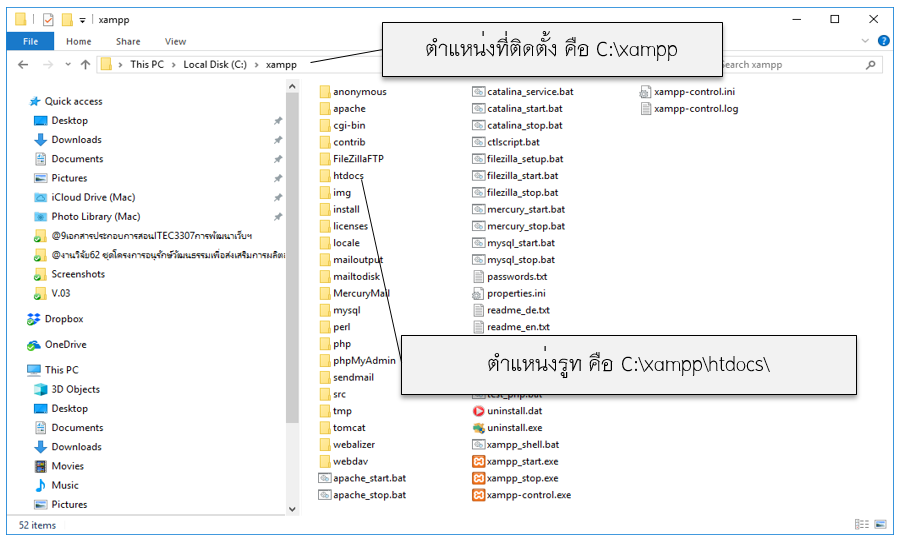 xampp
File Home Share View
ตำแหน่งที่ติดตั้ง คือ C:\xampp
This PC Local Disk (C:) xampp
Search xampp
Quick access
Desktop
Downloads
Documents
Pictures
iCloud Drive (Mac)
Photo Library (Mac)
@9เอกสารประกอบการสอนITEC3307การพัฒนาเว็บฯ
@งานวิจัย62 ชุดโครงการอนุรักษ์วัฒนธรรมเพื่อส่งเสริมการผลิต
Screenshots
V.03
Dropbox
OneDrive
This PC
3D Objects
Desktop
Documents
Downloads
Movies
Music
Pictures
anonymous
apache
cgi-bin
contrib
FileZillaFTP
htdocs
img
install
licenses
locale
mailoutput
mailtodisk
MercuryMail
mysql
perl
php
phpMyAdmin
sendmail
src
tmp
tomcat
webalizer
webdav
apache_start.bat
apache_stop.bat
catalina_service.bat
catalina_start.bat
catalina_stop.bat
ctlscript.bat
filezilla_setup.bat
filezilla_start.bat
filezilla_stop.bat
mercury_start.bat
mercury_stop.bat
mysql_start.bat
mysql_stop.bat
passwords.txt
properties.ini
readme_de.txt
readme_en.txt
ตำแหน่งรูท คือ C:\xampp\htdocs\
test_php.bat
uninstall.dat
uninstall.exe
xampp_shell.bat
xampp_start.exe
xampp_stop.exe
xampp-control.exe
xampp-control.ini
xampp-control.log
52 items